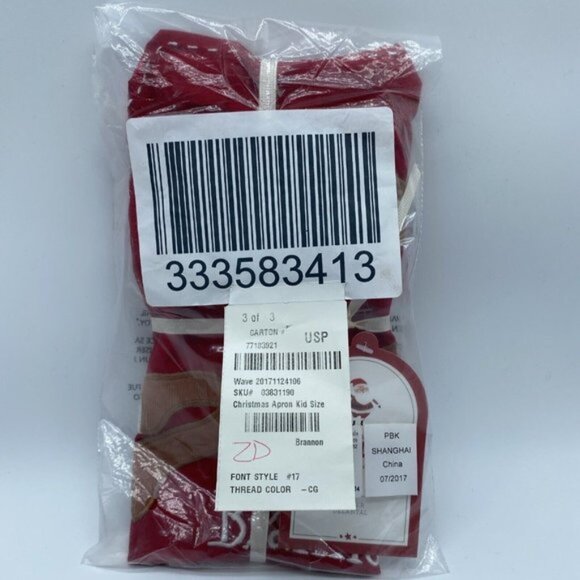 333583413
3 of 3
CARTON #
77103921
USP
Wave 20171124106
SKU# 03831190
Christmas Apron Kid Size
ZD
Brannon
FONT STYLE #17
THREAD COLOR -CG
PBK
SHANGHAI
China
07/2017